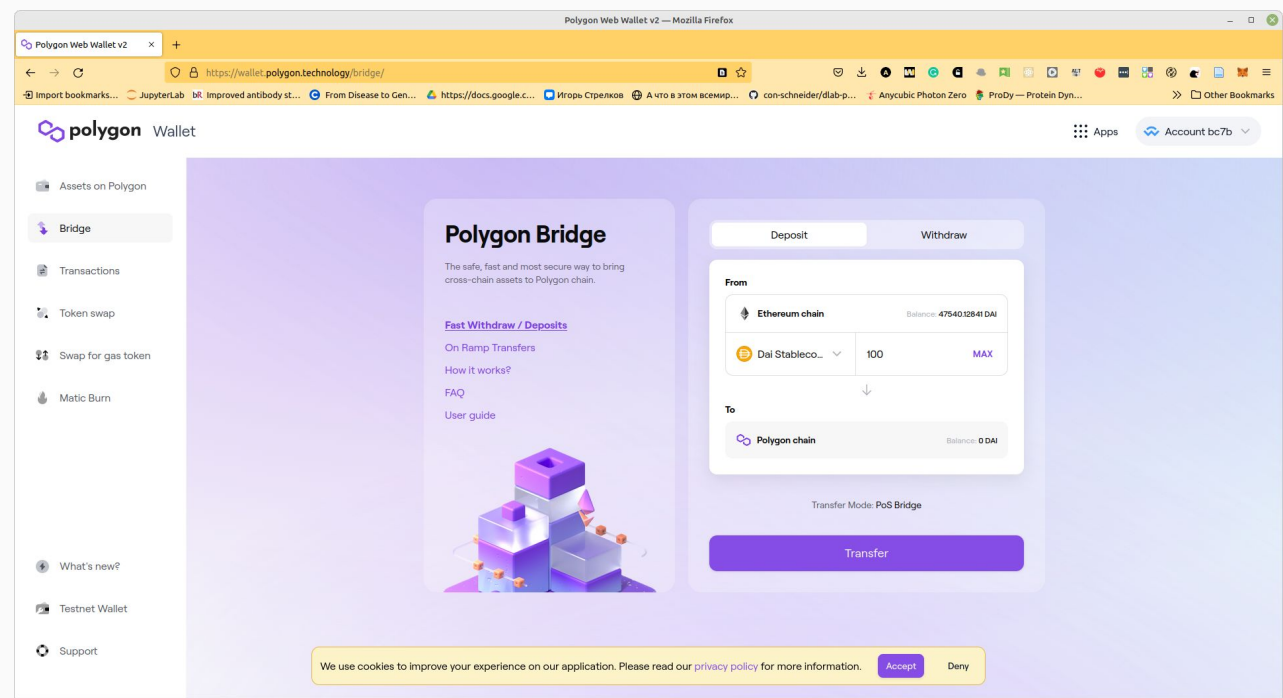 Polygon Web Wallet v2 — Mozilla Firefox
Polygon Web Wallet v2
https://wallet.polygon.technology/bridge/
Import bookmarks... JupyterLab Improved antibody st... From Disease to Gen... https://docs.google.c... Игорь Стрелков А что в этом всемир... con-schneider/dlab-p... Anycubic Photon Zero ProDy — Protein Dyn... Other Bookmarks
polygon Wallet
Apps Account bc7b
Assets on Polygon
Bridge
Transactions
Token swap
Swap for gas token
Matic Burn
What's new?
Testnet Wallet
Support
Polygon Bridge
The safe, fast and most secure way to bring
cross-chain assets to Polygon chain.
Fast Withdraw / Deposits
On Ramp Transfers
How it works?
FAQ
User guide
Deposit Withdraw
From
Ethereum chain Balance: 47540.12841 DAI
Dai Stableco... 100 MAX
To
Polygon chain Balance: 0 DAI
Transfer Mode: PoS Bridge
Transfer
We use cookies to improve your experience on our application. Please read our privacy policy for more information. Accept Deny